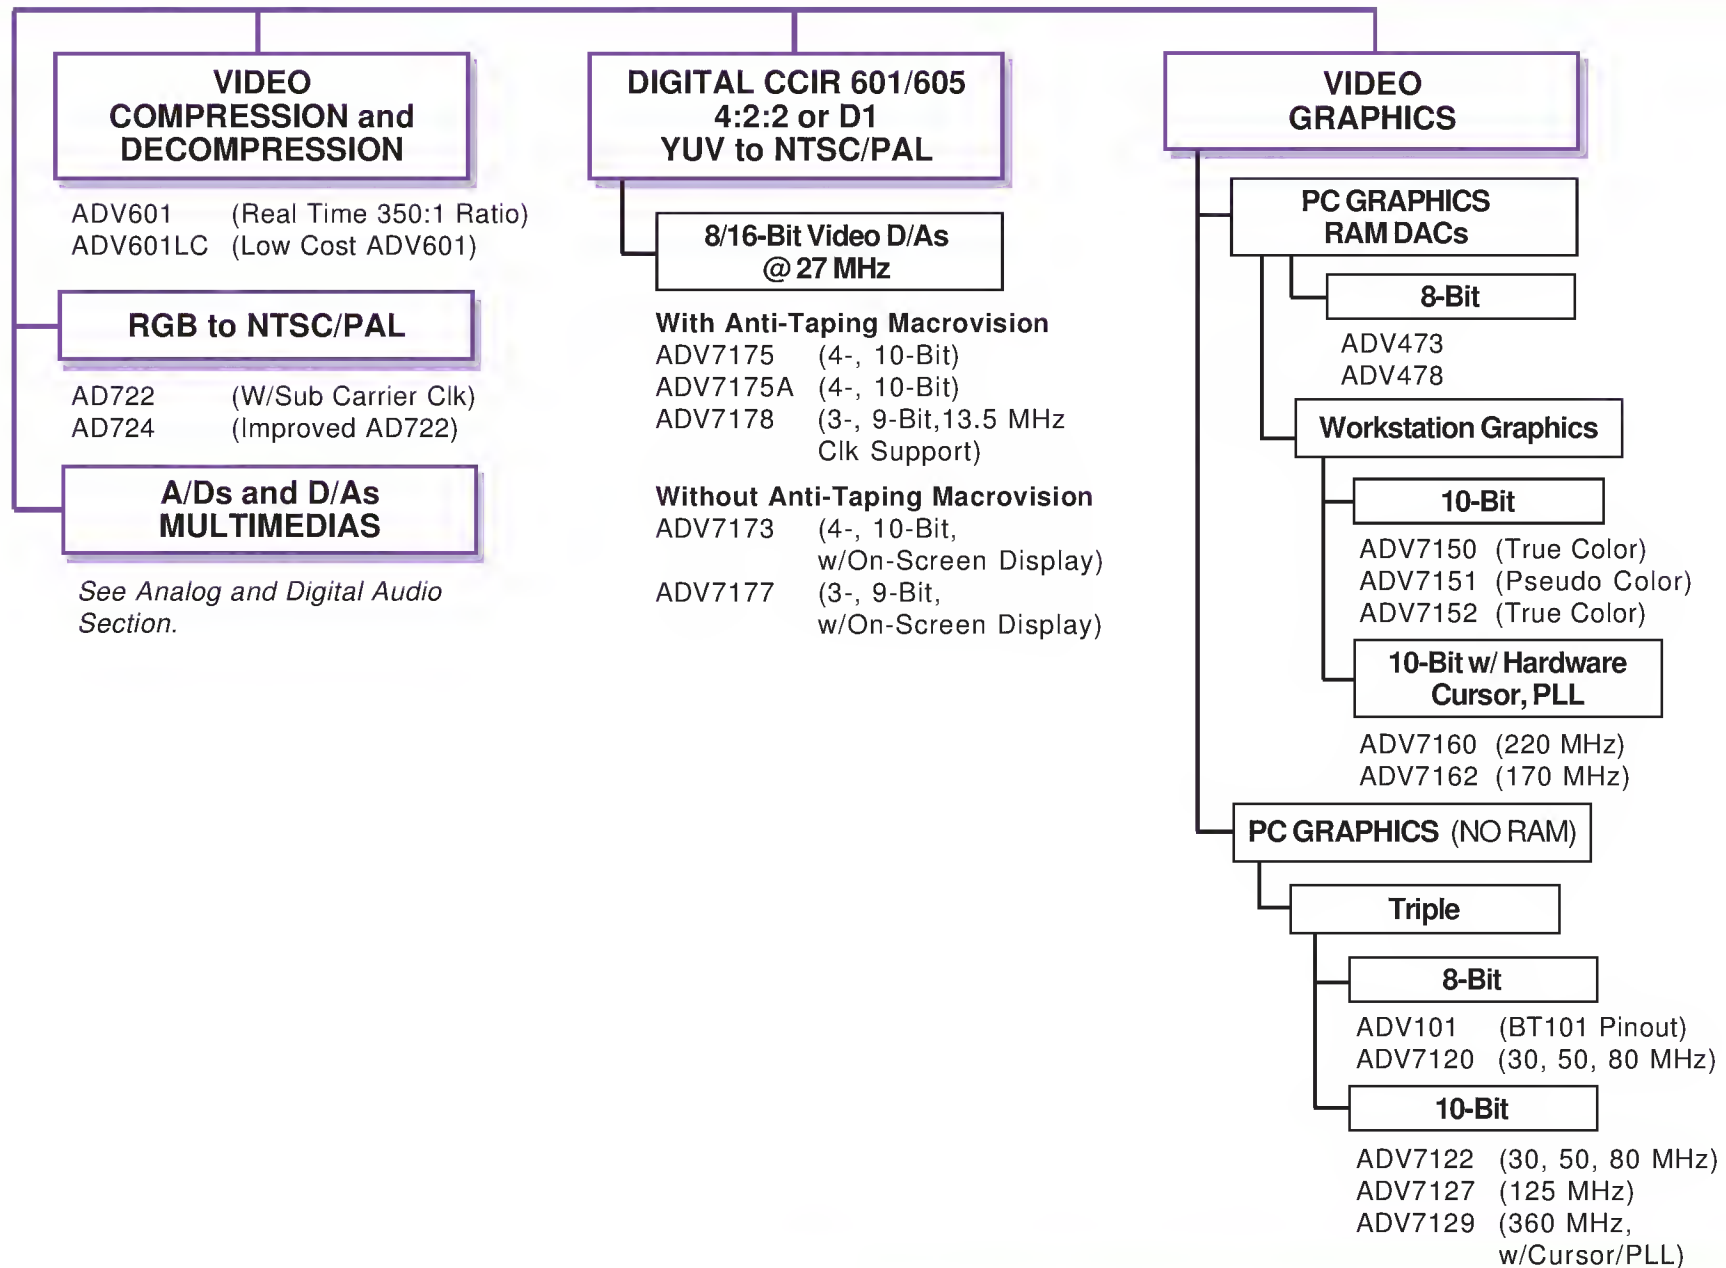 VIDEO
COMPRESSION and
DECOMPRESSION
ADV601 (Real Time 350:1 Ratio)
ADV601LC (Low Cost ADV601)
RGB to NTSC/PAL
AD722 (W/Sub Carrier Clk)
AD724 (Improved AD722)
A/Ds and D/As
MULTIMEDIAS
See Analog and Digital Audio
Section.
DIGITAL CCIR 601/605
4:2:2 or D1
YUV to NTSC/PAL
8/16-Bit Video D/As
@ 27 MHz
With Anti-Taping Macrovision
ADV7175 (4-, 10-Bit)
ADV7175A (4-, 10-Bit)
ADV7178 (3-, 9-Bit,13.5 MHz
Clk Support)
Without Anti-Taping Macrovision
ADV7173 (4-, 10-Bit,
w/On-Screen Display)
ADV7177 (3-, 9-Bit,
w/On-Screen Display)
VIDEO
GRAPHICS
PC GRAPHICS
RAM DACs
8-Bit
ADV473
ADV478
Workstation Graphics
10-Bit
ADV7150 (True Color)
ADV7151 (Pseudo Color)
ADV7152 (True Color)
10-Bit w/ Hardware
Cursor, PLL
ADV7160 (220 MHz)
ADV7162 (170 MHz)
PC GRAPHICS (NO RAM)
Triple
8-Bit
ADV101 (BT101 Pinout)
ADV7120 (30, 50, 80 MHz)
10-Bit
ADV7122 (30, 50, 80 MHz)
ADV7127 (125 MHz)
ADV7129 (360 MHz,
w/Cursor/PLL)